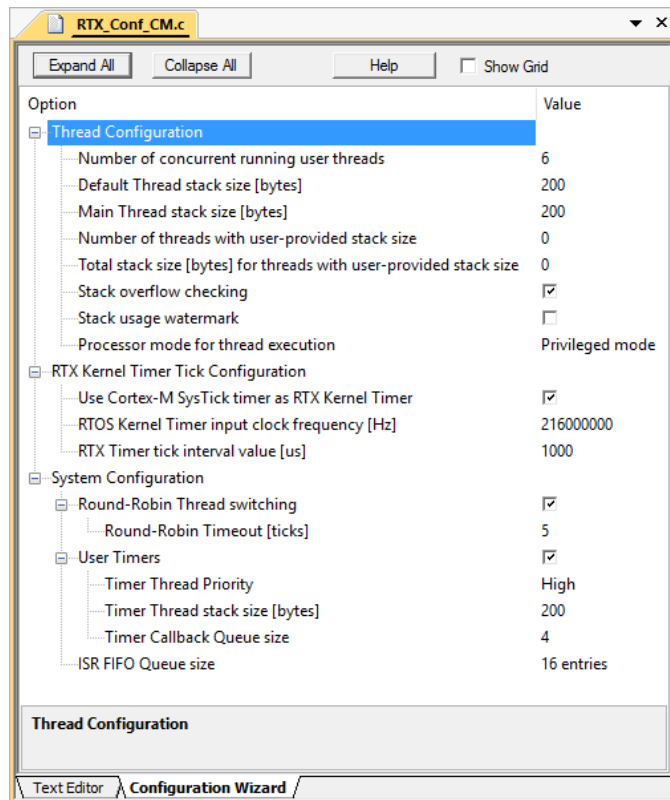 RTX_Conf_CM.c
Expand All Collapse All Help Show Grid
Option Value
Thread Configuration
Number of concurrent running user threads 6
Default Thread stack size [bytes] 200
Main Thread stack size [bytes] 200
Number of threads with user-provided stack size 0
Total stack size [bytes] for threads with user-provided stack size 0
Stack overflow checking
Stack usage watermark
Processor mode for thread execution Privileged mode
RTX Kernel Timer Tick Configuration
Use Cortex-M SysTick timer as RTX Kernel Timer
RTOS Kernel Timer input clock frequency [Hz] 216000000
RTX Timer tick interval value [us] 1000
System Configuration
Round-Robin Thread switching
Round-Robin Timeout [ticks] 5
User Timers
Timer Thread Priority High
Timer Thread stack size [bytes] 200
Timer Callback Queue size 4
ISR FIFO Queue size 16 entries
Thread Configuration
Text Editor Configuration Wizard